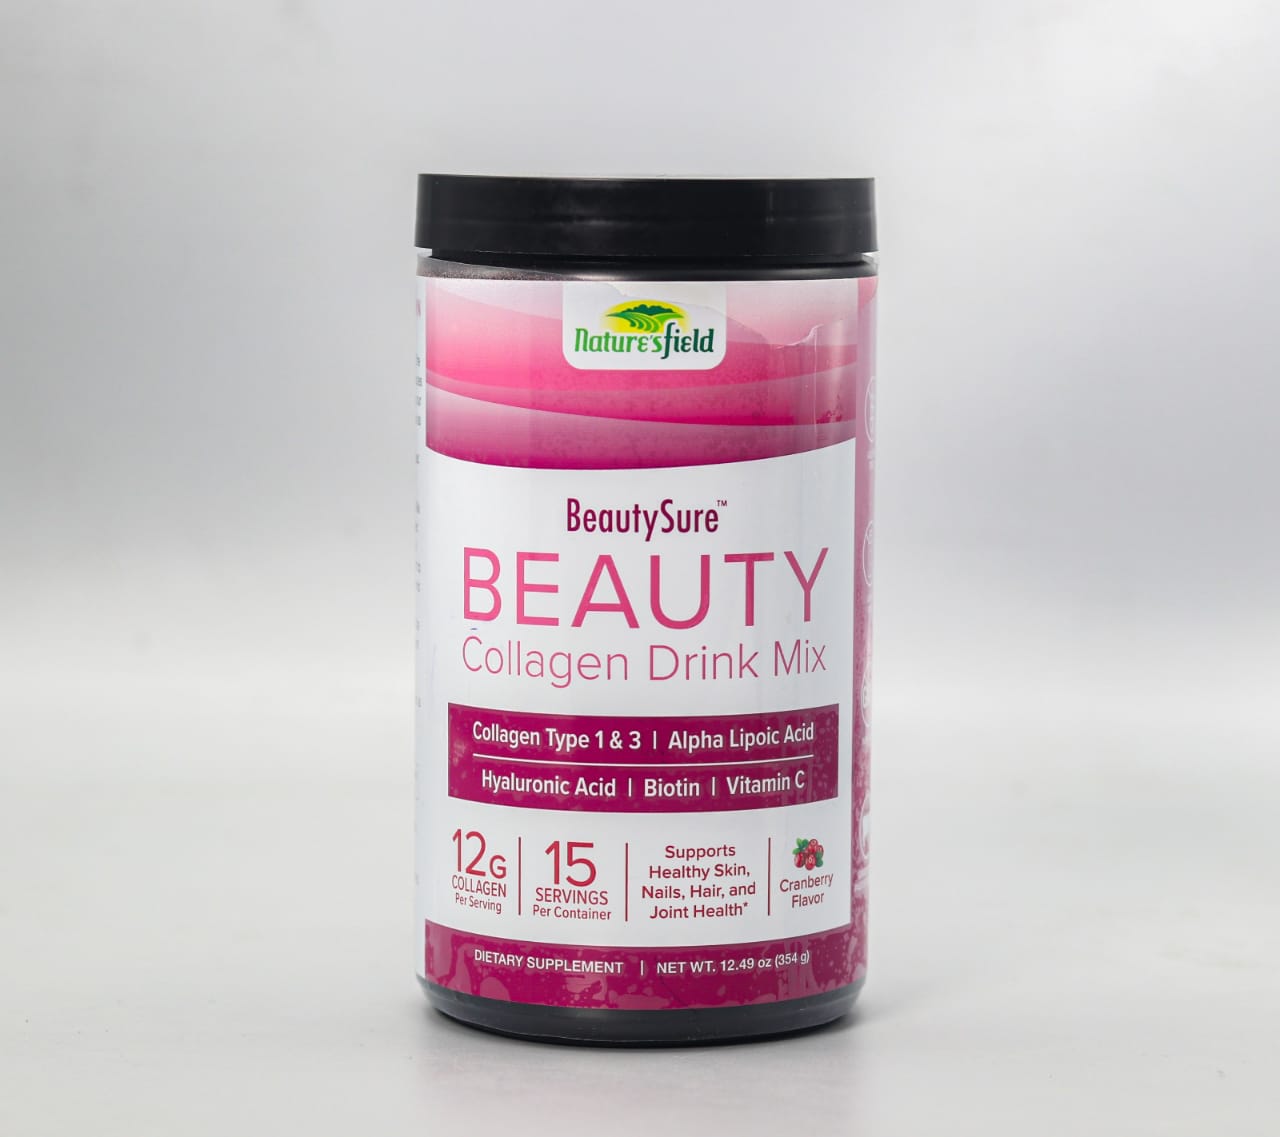 Nature'sfield
BeautySure™
BEAUTY
Collagen Drink Mix
Collagen Type 1 & 3 | Alpha Lipoic Acid
Hyaluronic Acid | Biotin | Vitamin C
12G
COLLAGEN
Per Serving
15
SERVINGS
Per Container
Supports
Healthy Skin,
Nails, Hair, and
Joint Health*
Cranberry
Flavor
DIETARY SUPPLEMENT | NET WT. 12.49 oz (354 g)